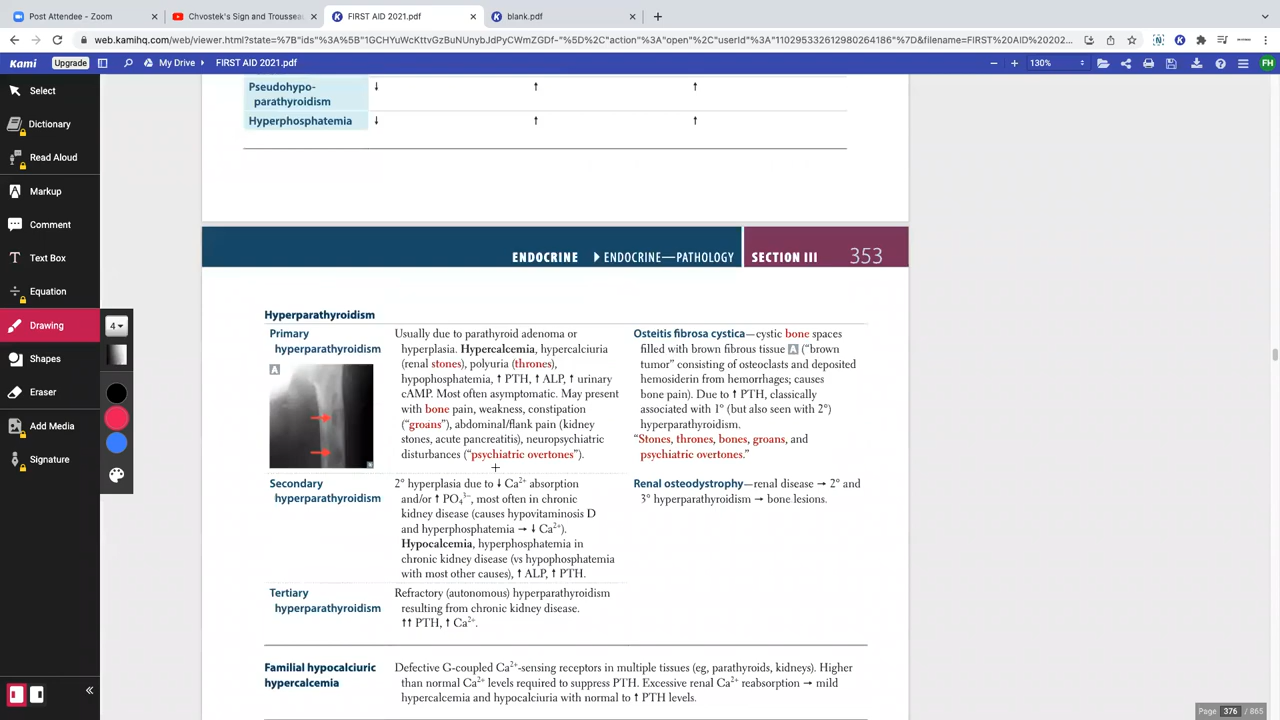 Post Attendee - Zoom
Chvostek's Sign and Trousseau
FIRST AID 2021.pdf
blank.pdf
web.kamihq.com/web/viewer.html?state=%7B"ids"%3A%5B"1GCHYuWcKttvGzBuNUnybJdPyCWmZGDf-"%5D%2C"action"%3A"open"%2C"userId"%3A"110295332612980264186"%7D&filename=FIRST%20AID%20202...
Kami
Upgrade
My Drive
FIRST AID 2021.pdf
130%
FH
Select
Dictionary
Read Aloud
Markup
Comment
Text Box
Equation
Drawing
Shapes
Eraser
Add Media
Signature
4
Pseudohypo-
parathyroidism ↓ ↑ ↑
Hyperphosphatemia ↓ ↑ ↑
ENDOCRINE ▶ ENDOCRINE—PATHOLOGY SECTION III 353
Hyperparathyroidism
Primary
hyperparathyroidism
A
Usually due to parathyroid adenoma or
hyperplasia. Hypercalcemia, hypercalciuria
(renal stones), polyuria (thrones),
hypophosphatemia, ↑ PTH, ↑ ALP, ↑ urinary
cAMP. Most often asymptomatic. May present
with bone pain, weakness, constipation
("groans"), abdominal/flank pain (kidney
stones, acute pancreatitis), neuropsychiatric
disturbances ("psychiatric overtones").
Osteitis fibrosa cystica—cystic bone spaces
filled with brown fibrous tissue A ("brown
tumor" consisting of osteoclasts and deposited
hemosiderin from hemorrhages; causes
bone pain). Due to ↑ PTH, classically
associated with 1° (but also seen with 2°)
hyperparathyroidism.
"Stones, thrones, bones, groans, and
psychiatric overtones."
Secondary
hyperparathyroidism
2° hyperplasia due to ↓ Ca²⁺ absorption
and/or ↑ PO₄³⁻, most often in chronic
kidney disease (causes hypovitaminosis D
and hyperphosphatemia → ↓ Ca²⁺).
Hypocalcemia, hyperphosphatemia in
chronic kidney disease (vs hypophosphatemia
with most other causes), ↑ ALP, ↑ PTH.
Renal osteodystrophy—renal disease → 2° and
3° hyperparathyroidism → bone lesions.
Tertiary
hyperparathyroidism
Refractory (autonomous) hyperparathyroidism
resulting from chronic kidney disease.
↑↑ PTH, ↑ Ca²⁺.
Familial hypocalciuric
hypercalcemia
Defective G-coupled Ca²⁺-sensing receptors in multiple tissues (eg, parathyroids, kidneys). Higher
than normal Ca²⁺ levels required to suppress PTH. Excessive renal Ca²⁺ reabsorption → mild
hypercalcemia and hypocalciuria with normal to ↑ PTH levels.
Page 376 / 865